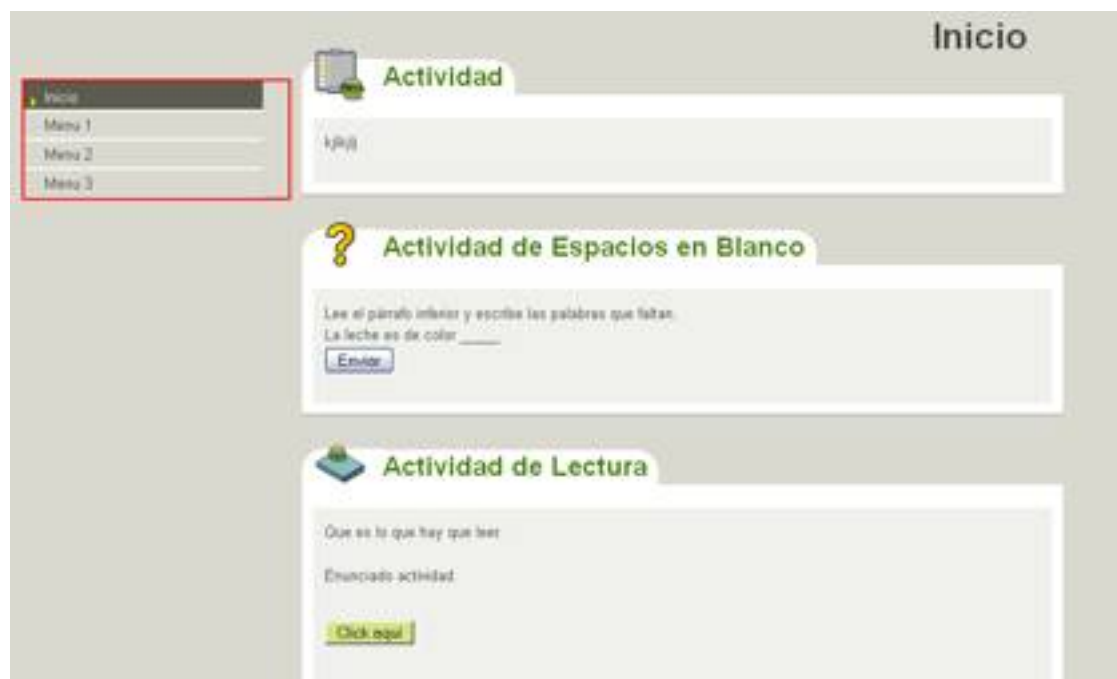 Inicio
Inicio
Menu 1
Menu 2
Menu 3
Actividad
Actividad de Espacios en Blanco
Lee el párrafo inferior y escribe las palabras que faltan.
La leche es de color _____
Enviar
Actividad de Lectura
Que es lo que hay que leer
Enunciado actividad
Click aquí